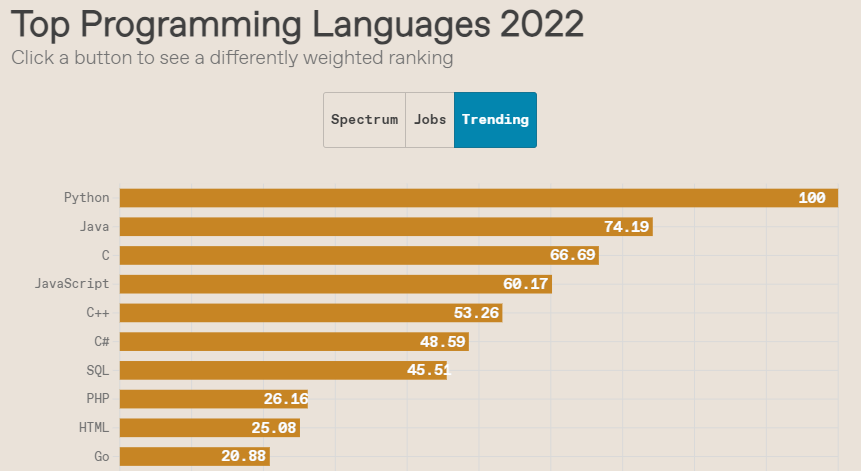 Top Programming Languages 2022
Click a button to see a differently weighted ranking
Spectrum Jobs Trending
Python 100
Java 74.19
C 66.69
JavaScript 60.17
C++ 53.26
C# 48.59
SQL 45.51
PHP 26.16
HTML 25.08
Go 20.88